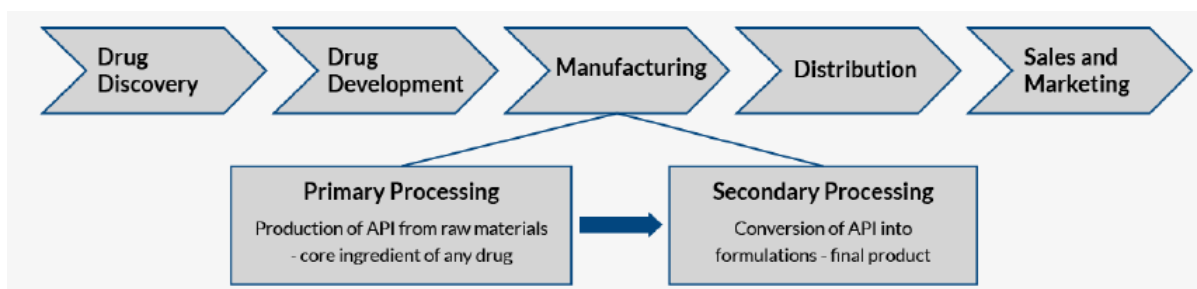 Drug
Discovery
Drug
Development
Manufacturing
Distribution
Sales and
Marketing
Primary Processing
Production of API from raw materials
- core ingredient of any drug
Secondary Processing
Conversion of API into
formulations - final product